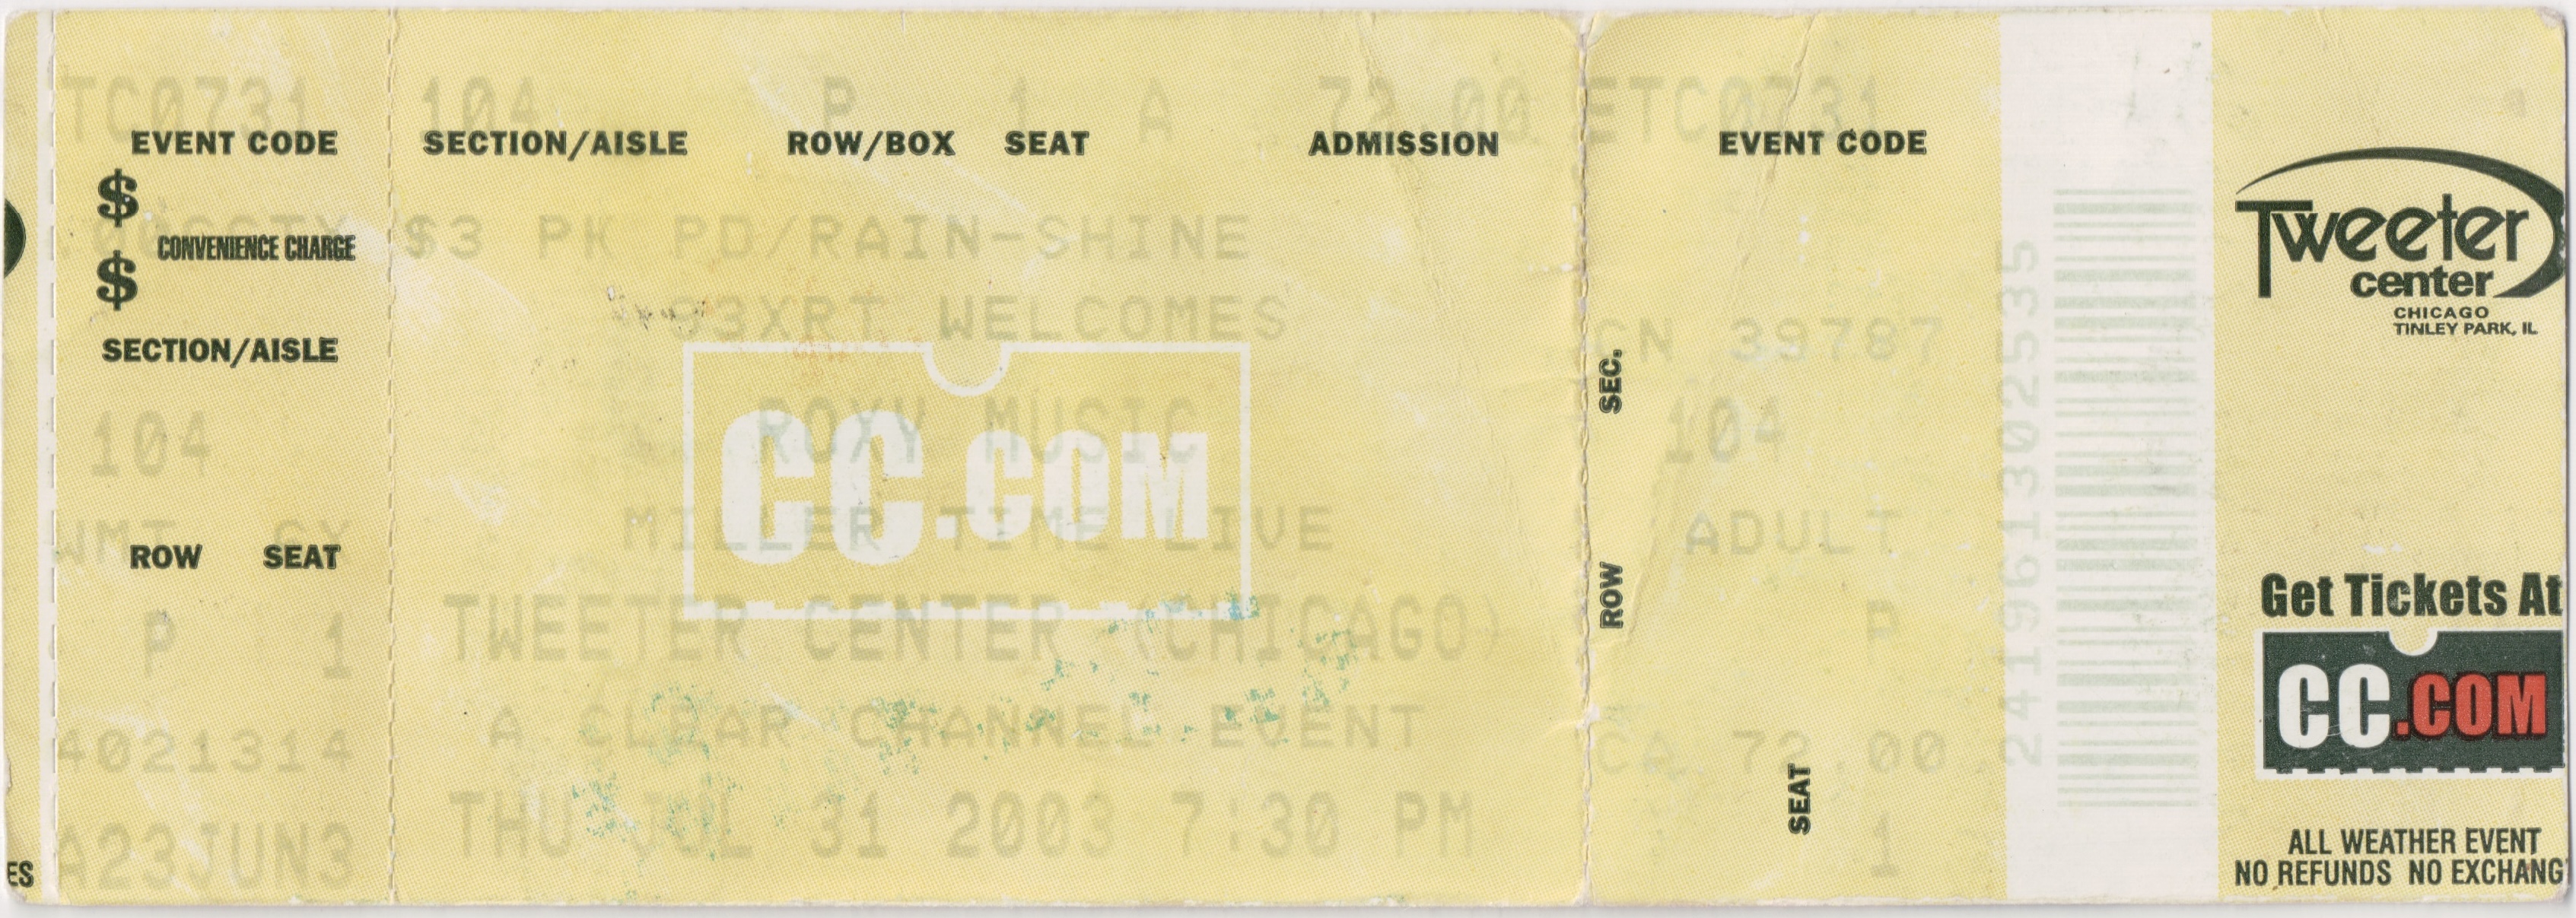 TC0731 104 P 1 A 72.00 ETC0731
EVENT CODE SECTION/AISLE ROW/BOX SEAT ADMISSION EVENT CODE
$
$3 PK PD/RAIN-SHINE
CONVENIENCE CHARGE
$
93XRT WELCOMES
SECTION/AISLE
104
ROXY MUSIC
MILLER TIME LIVE
ROW SEAT
P 1
TWEETER CENTER (CHICAGO)
A CLEAR CHANNEL EVENT
4021314
A23JUN3
THU JUL 31 2003 7:30 PM
CC.COM
CN 39787
SEC.
104
ADULT
ROW
P
CA 72.00
SEAT
1
241961302535
Tweeter
center
CHICAGO
TINLEY PARK, IL
Get Tickets At
CC.COM
ALL WEATHER EVENT
NO REFUNDS NO EXCHANG
ES